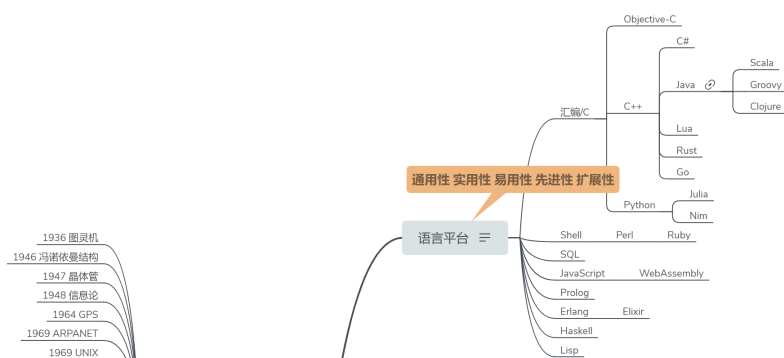 Objective-C
C#
Scala
Java
Groovy
C++
Clojure
汇编/C
Lua
Rust
Go
通用性 实用性 易用性 先进性 扩展性
Julia
Python
Nim
语言平台
Shell
Perl
Ruby
SQL
JavaScript
WebAssembly
Prolog
Erlang
Elixir
Haskell
Lisp
1936 图灵机
1946 冯诺依曼结构
1947 晶体管
1948 信息论
1964 GPS
1969 ARPANET
1969 UNIX